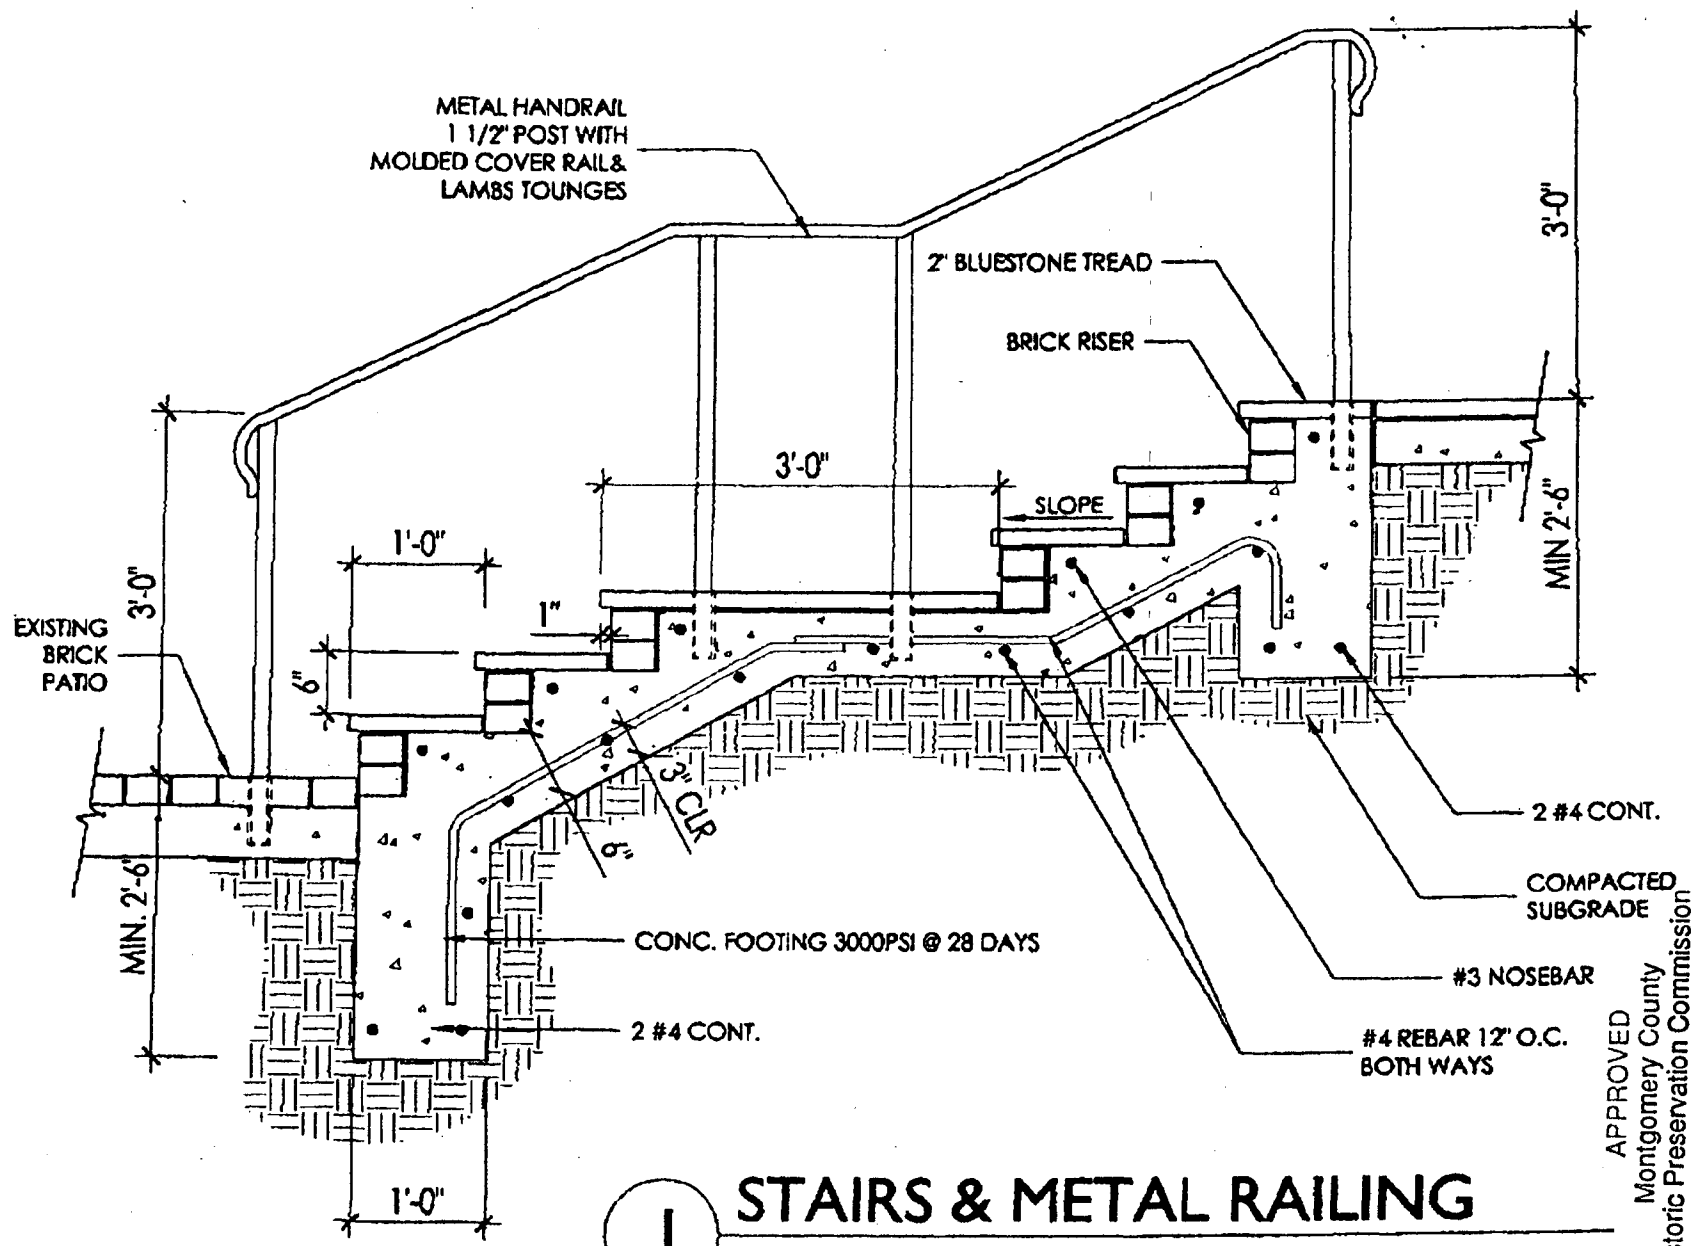 METAL HANDRAIL
1 1/2" POST WITH
MOLDED COVER RAIL &
LAMBS TOUNGES
2" BLUESTONE TREAD
BRICK RISER
3'-0"
3'-0"
SLOPE
1'-0"
3'-0"
1"
6"
EXISTING
BRICK
PATIO
MIN 2'-6"
3" CLR
6"
MIN. 2'-6"
2 #4 CONT.
COMPACTED
SUBGRADE
CONC. FOOTING 3000PSI @ 28 DAYS
#3 NOSEBAR
2 #4 CONT.
#4 REBAR 12" O.C.
BOTH WAYS
1'-0"
1
STAIRS & METAL RAILING
APPROVED
Montgomery County
storic Preservation Commission